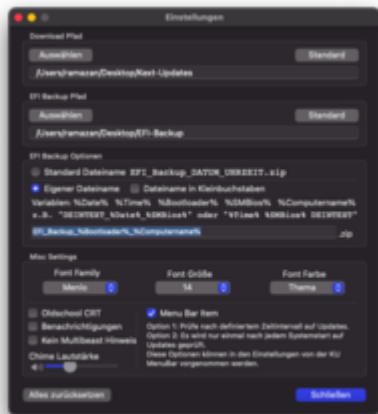 Einstellungen
Download Pfad
Auswählen
Standard
/Users/ramazan/Desktop/Kext-Updates
EFI Backup Pfad
Auswählen
Standard
/Users/ramazan/Desktop/EFI-Backup
EFI Backup Optionen
Standard Dateiname EFI_Backup_DATUM_UHRZEIT.zip
Eigener Dateiname
Dateiname in Kleinbuchstaben
Variablen: %Date% %Time% %Bootloader% %SMBios% %Computername%
z.B. "DEINTEXT_%Date%_%SMBios%" oder "%Time% %SMBios% DEINTEXT"
EFI_Backup_%Bootloader%_%Computername%
.zip
Misc Settings
Font Family
Font Größe
Font Farbe
Menlo
14
Thema
Oldschool CRT
Benachrichtigungen
Kein Multibeast Hinweis
Chime Lautstärke
Menu Bar Item
Option 1: Prüfe nach definiertem Zeitintervall auf Updates.
Option 2: Es wird nur einmal nach jedem Systemstart auf
Updates geprüft.
Diese Optionen können in den Einstellungen von der KU
MenuBar vorgenommen werden.
Alles zurücksetzen
Schließen